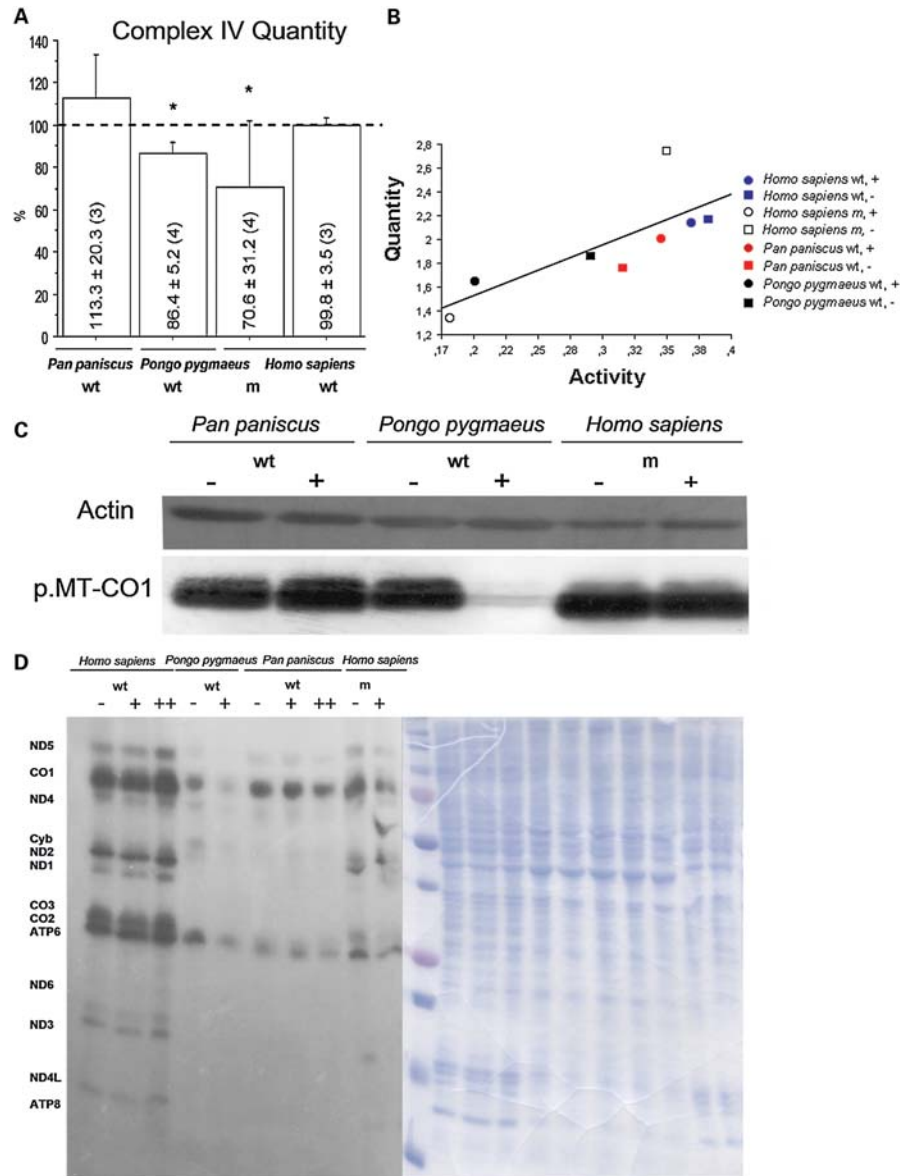 A
Complex IV Quantity
140
120
100
80
60
40
20
0
%
*
*
113.3 ± 20.3 (3)
86.4 ± 5.2 (4)
70.6 ± 31.2 (4)
99.8 ± 3.5 (3)
Pan paniscus Pongo pygmaeus Homo sapiens
wt wt m wt
B
Quantity
2,8
2,6
2,4
2,2
2
1,8
1,6
1,4
1,2
,17 ,2 ,22 ,25 ,28 ,3 ,32 ,35 ,38 ,4
Activity
Homo sapiens wt, +
Homo sapiens wt, -
Homo sapiens m, +
Homo sapiens m, -
Pan paniscus wt, +
Pan paniscus wt, -
Pongo pygmaeus wt, +
Pongo pygmaeus wt, -
C
Pan paniscus Pongo pygmaeus Homo sapiens
wt wt m
- + - + - +
Actin
p.MT-CO1
D
Homo sapiens Pongo pygmaeus Pan paniscus Homo sapiens
wt wt wt m
- + ++ - + - + ++ - +
ND5
CO1
ND4
Cyb
ND2
ND1
CO3
CO2
ATP6
ND6
ND3
ND4L
ATP8